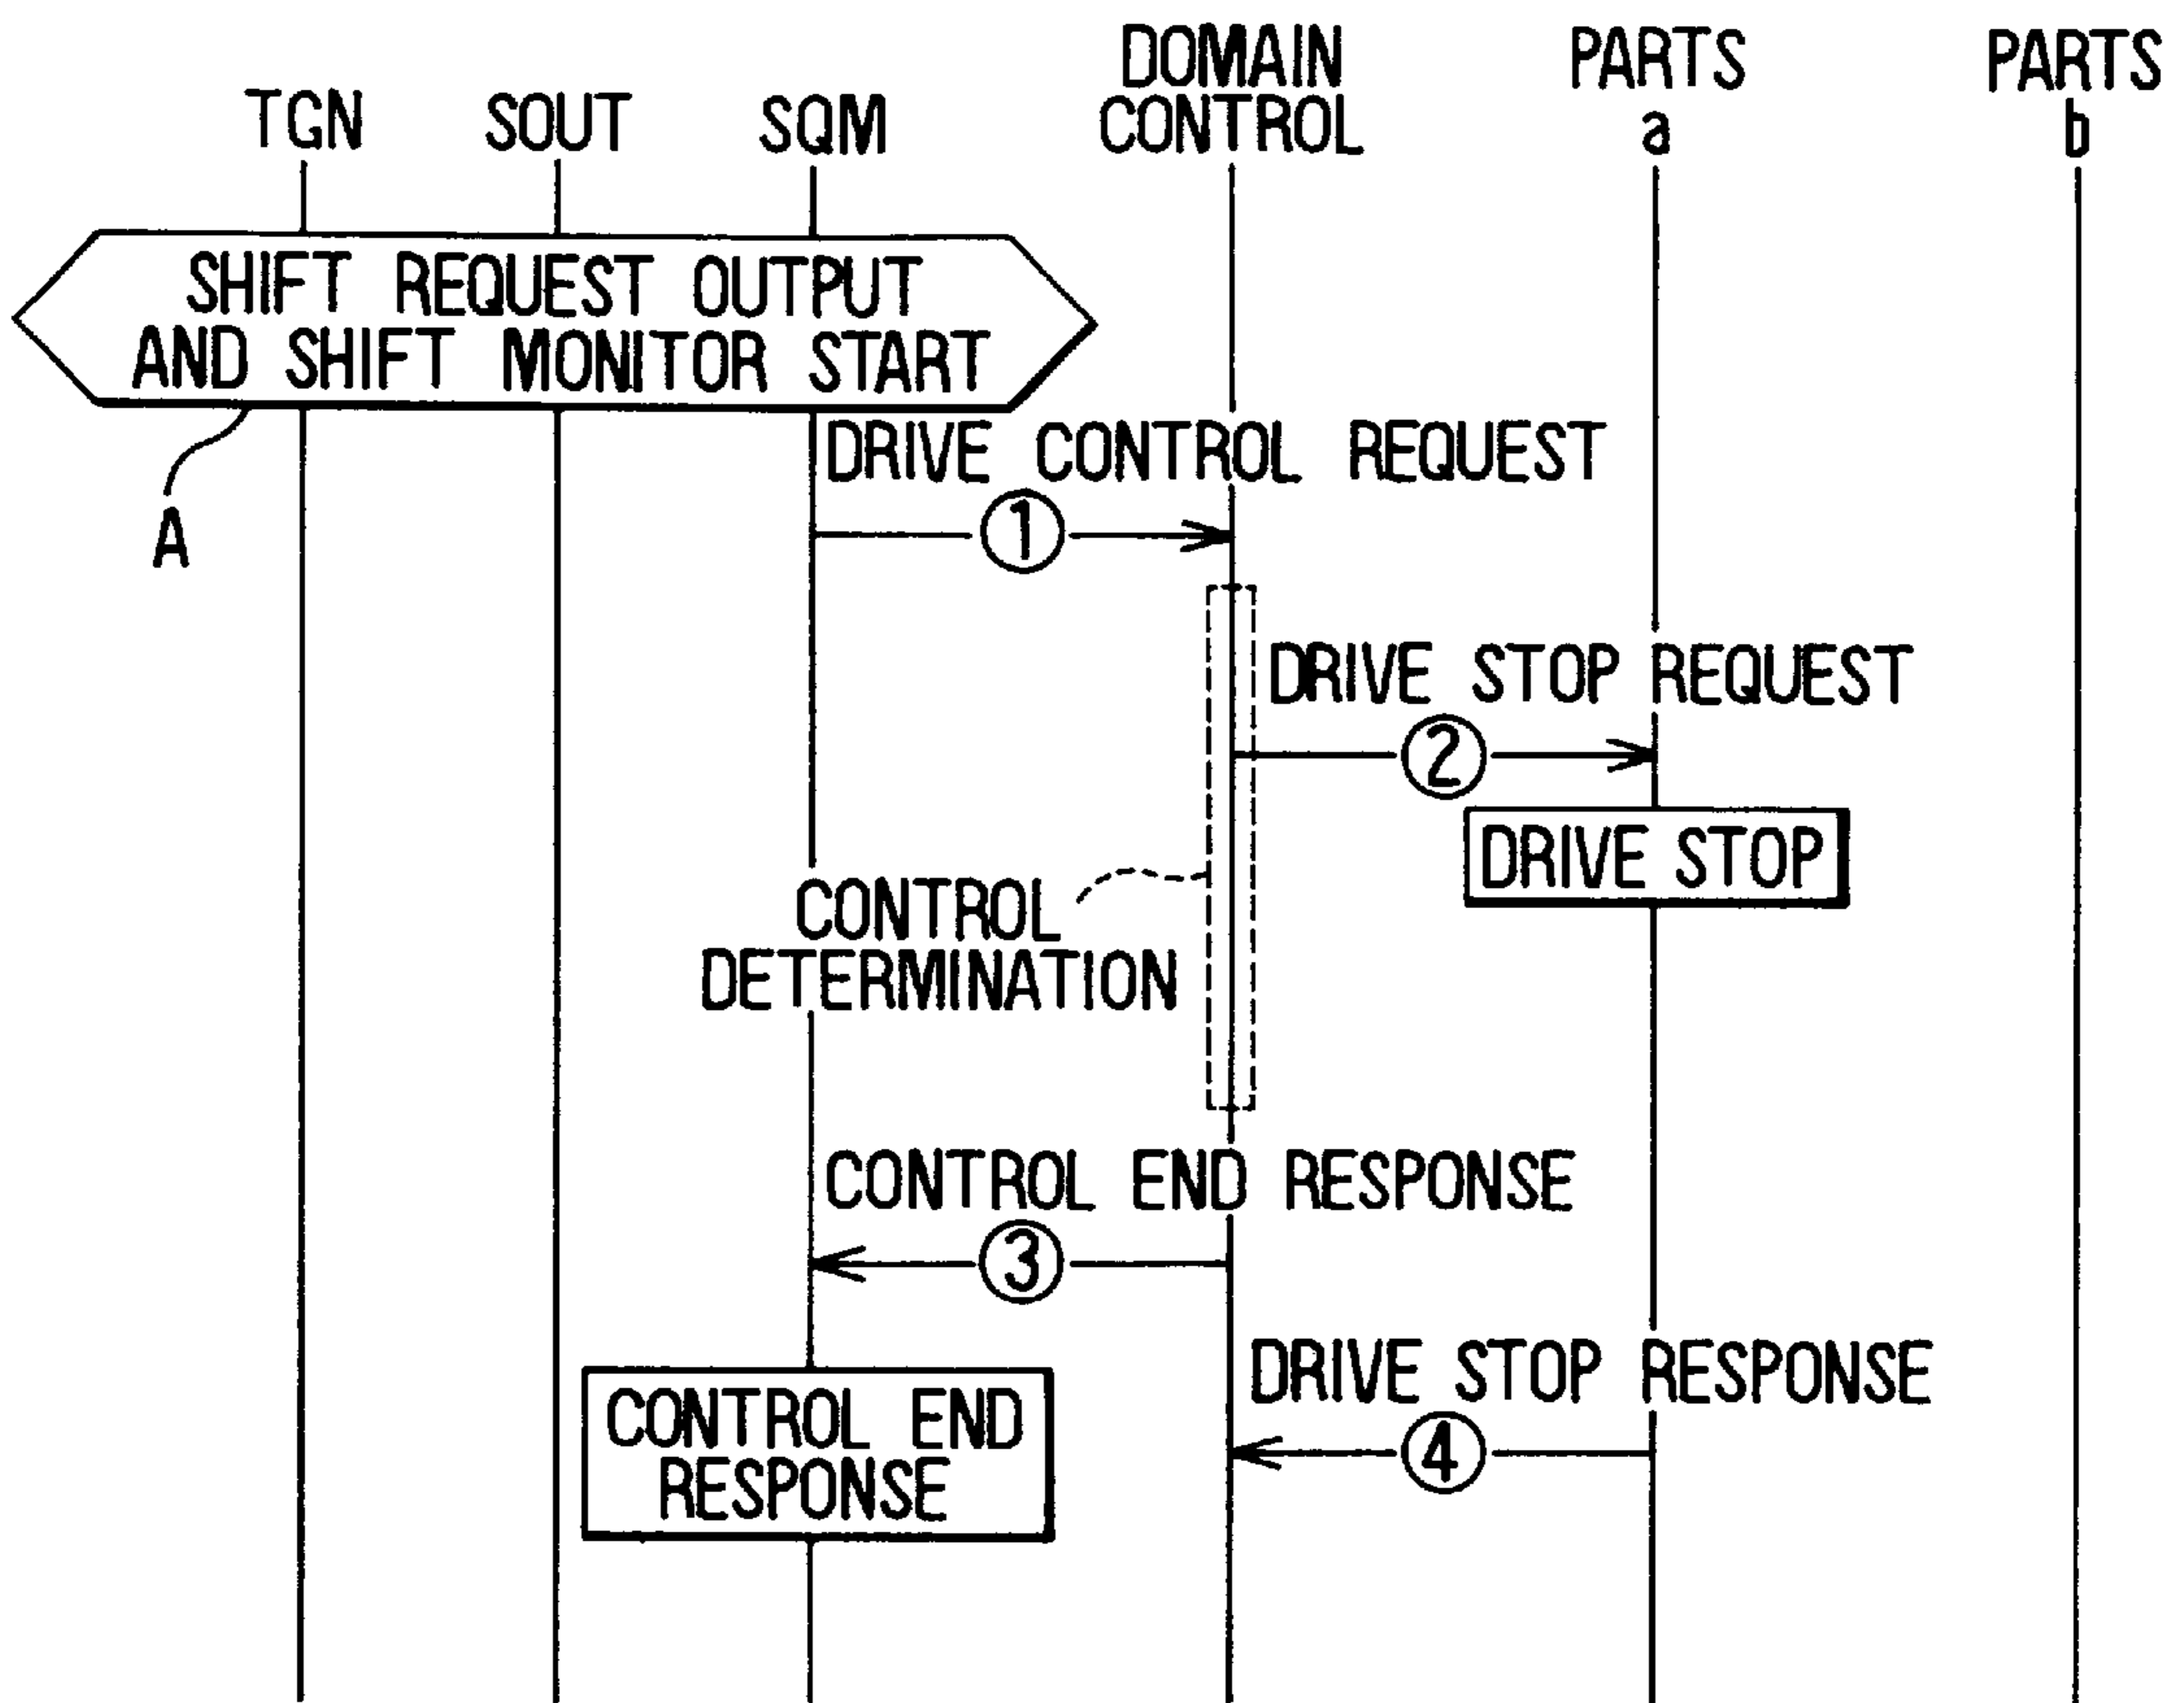 TGN
SOUT
SQM
DOMAIN
CONTROL
PARTS
a
PARTS
b
SHIFT REQUEST OUTPUT
AND SHIFT MONITOR START
A
DRIVE CONTROL REQUEST
①
DRIVE STOP REQUEST
②
DRIVE STOP
CONTROL
DETERMINATION
CONTROL END RESPONSE
③
DRIVE STOP RESPONSE
④
CONTROL END
RESPONSE